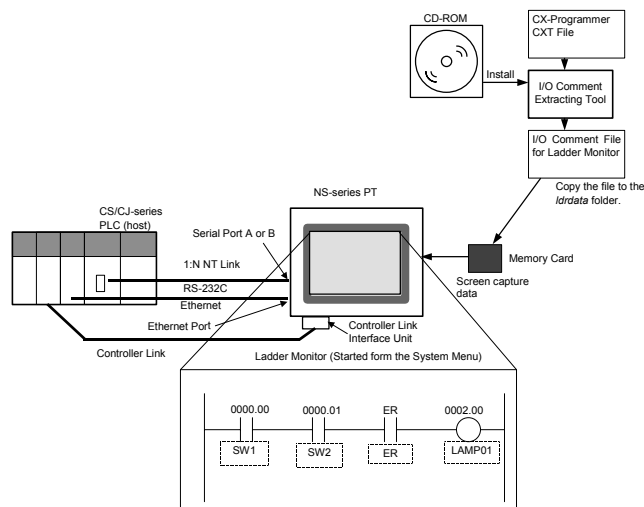 CD-ROM
CX-Programmer
CXT File
Install
I/O Comment
Extracting Tool
I/O Comment File
for Ladder Monitor
Copy the file to the
ldrdata folder.
NS-series PT
CS/CJ-series
PLC (host)
Serial Port A or B
1:N NT Link
RS-232C
Ethernet
Ethernet Port
Controller Link
Memory Card
Screen capture
data
Controller Link
Interface Unit
Ladder Monitor (Started form the System Menu)
0000.00
0000.01
ER
0002.00
SW1
SW2
ER
LAMP01